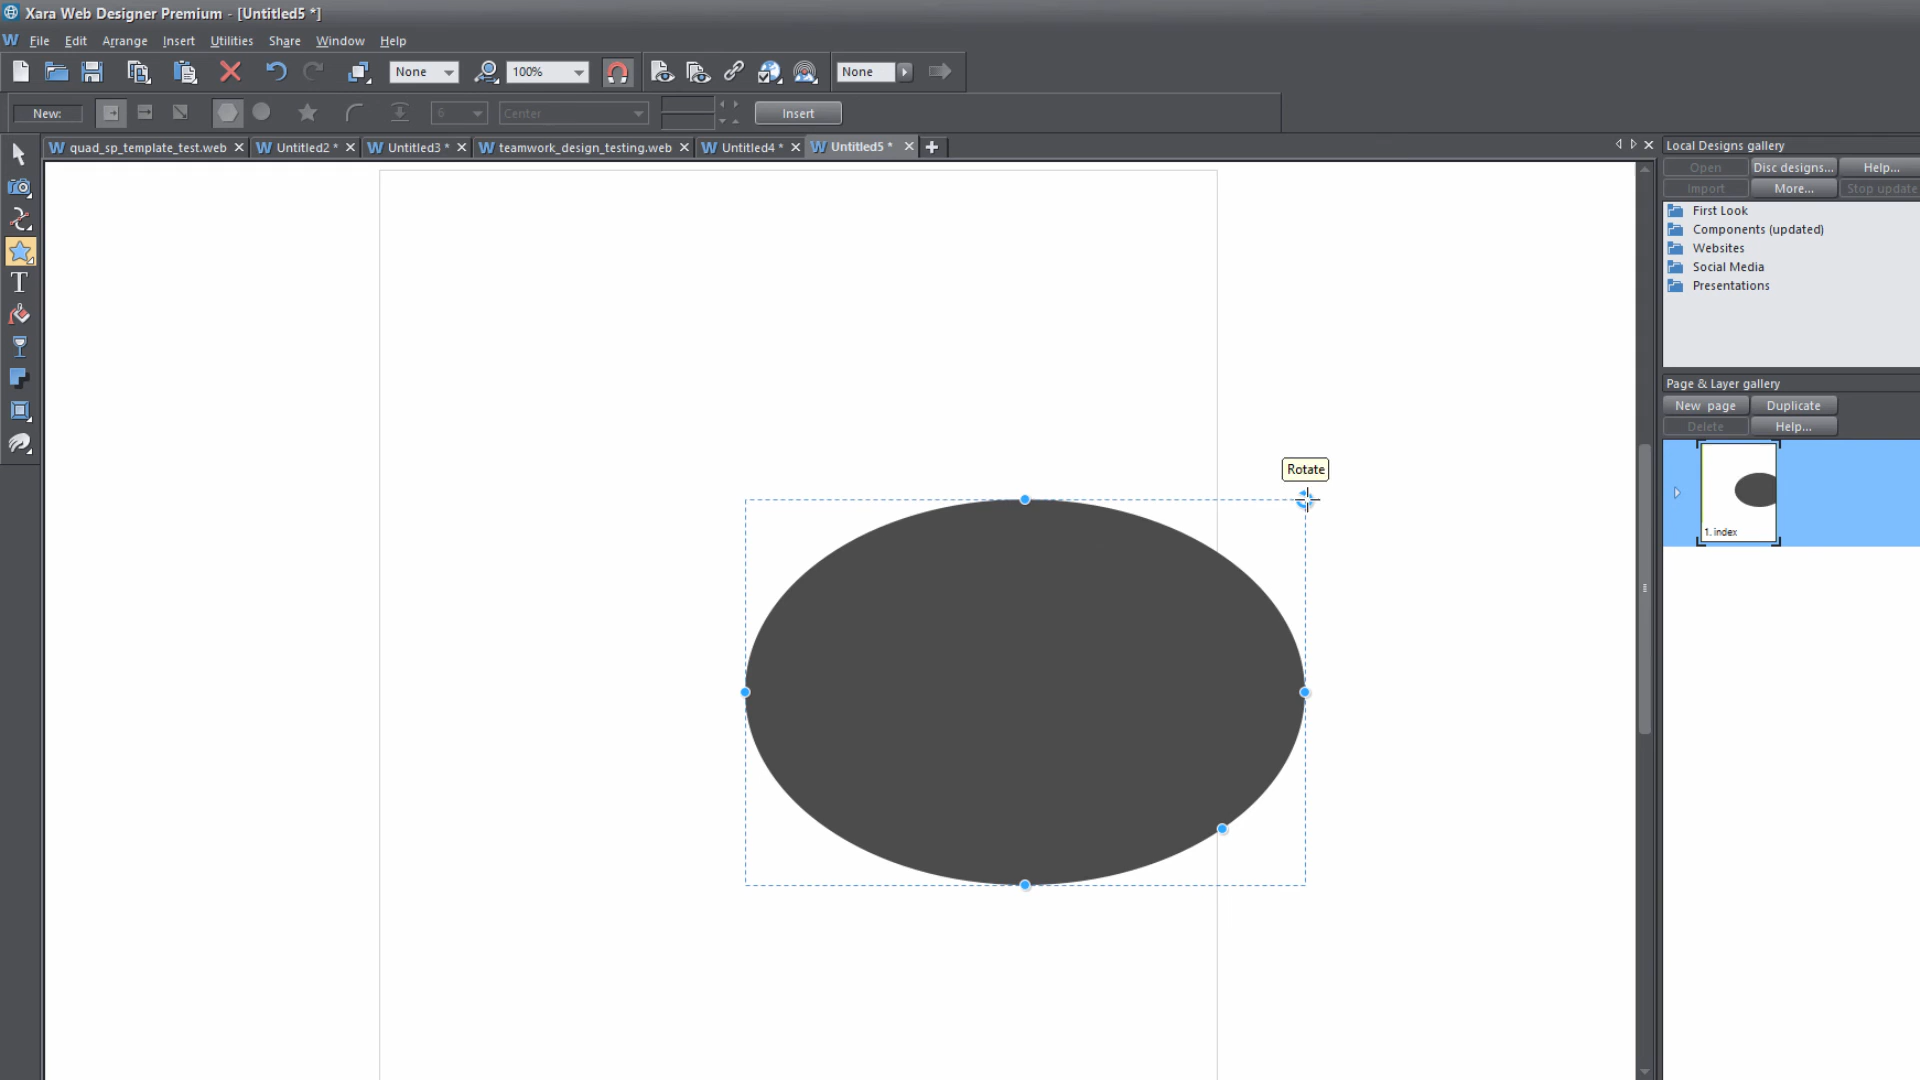 Xara Web Designer Premium - [Untitled5 *]
W File Edit Arrange Insert Utilities Share Window Help
None 100% None
New: 6 Center Insert
W quad_sp_template_test.web W Untitled2 * W Untitled3 * W teamwork_design_testing.web W Untitled4 * W Untitled5 *
Local Designs gallery
Open Disc designs... Help...
Import More... Stop update
First Look
Components (updated)
Websites
Social Media
Presentations
Page & Layer gallery
New page Duplicate
Delete Help...
1. index
T
Rotate